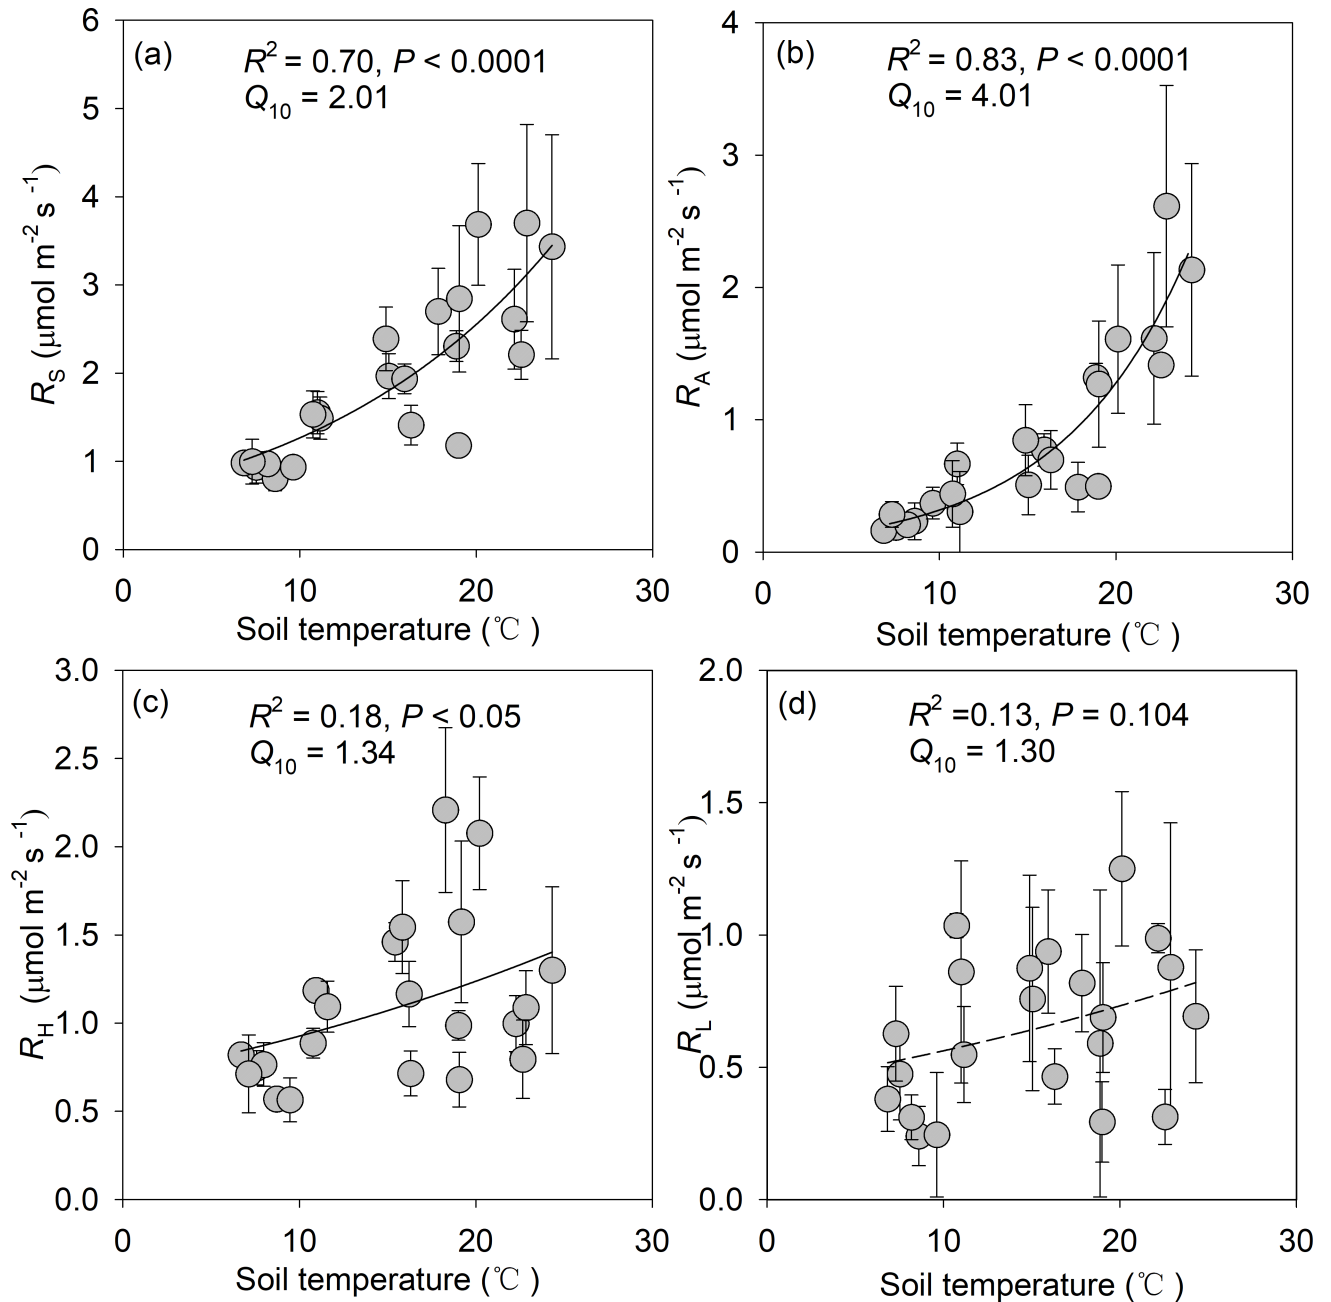 (a)
R² = 0.70, P < 0.0001
Q₁₀ = 2.01
6
5
4
3
2
1
0
R_S (μmol m⁻² s⁻¹)
0 10 20 30
Soil temperature (℃)
(b)
R² = 0.83, P < 0.0001
Q₁₀ = 4.01
4
3
2
1
0
R_A (μmol m⁻² s⁻¹)
0 10 20 30
Soil temperature (℃)
(c)
R² = 0.18, P < 0.05
Q₁₀ = 1.34
3.0
2.5
2.0
1.5
1.0
0.5
0.0
R_H (μmol m⁻² s⁻¹)
0 10 20 30
Soil temperature (℃)
(d)
R² =0.13, P = 0.104
Q₁₀ = 1.30
2.0
1.5
1.0
0.5
0.0
R_L (μmol m⁻² s⁻¹)
0 10 20 30
Soil temperature (℃)